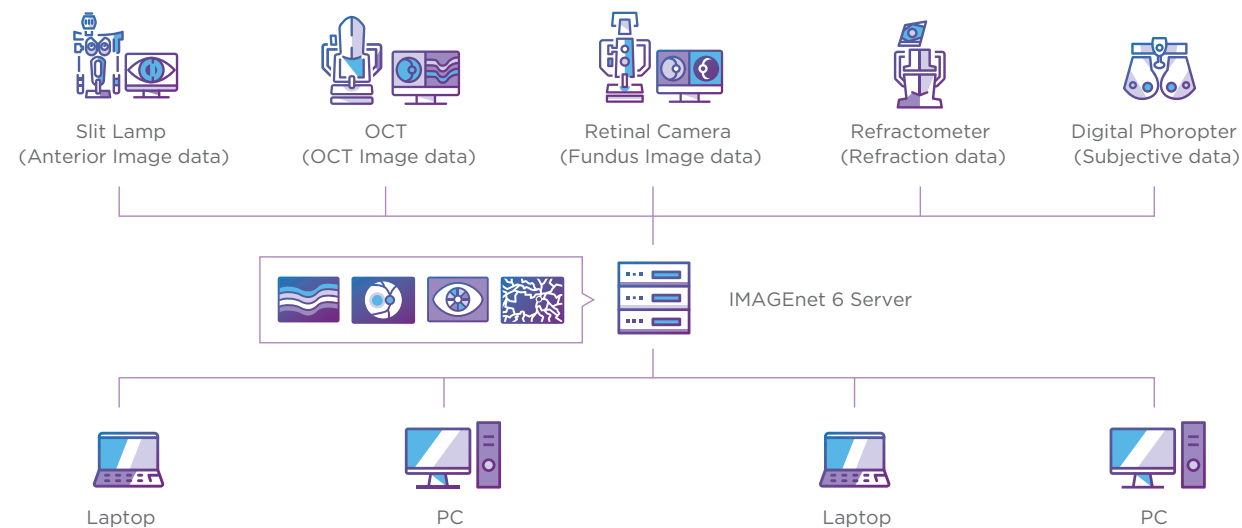 Slit Lamp
(Anterior Image data)
OCT
(OCT Image data)
Retinal Camera
(Fundus Image data)
Refractometer
(Refraction data)
Digital Phoropter
(Subjective data)
IMAGEnet 6 Server
Laptop
PC
Laptop
PC